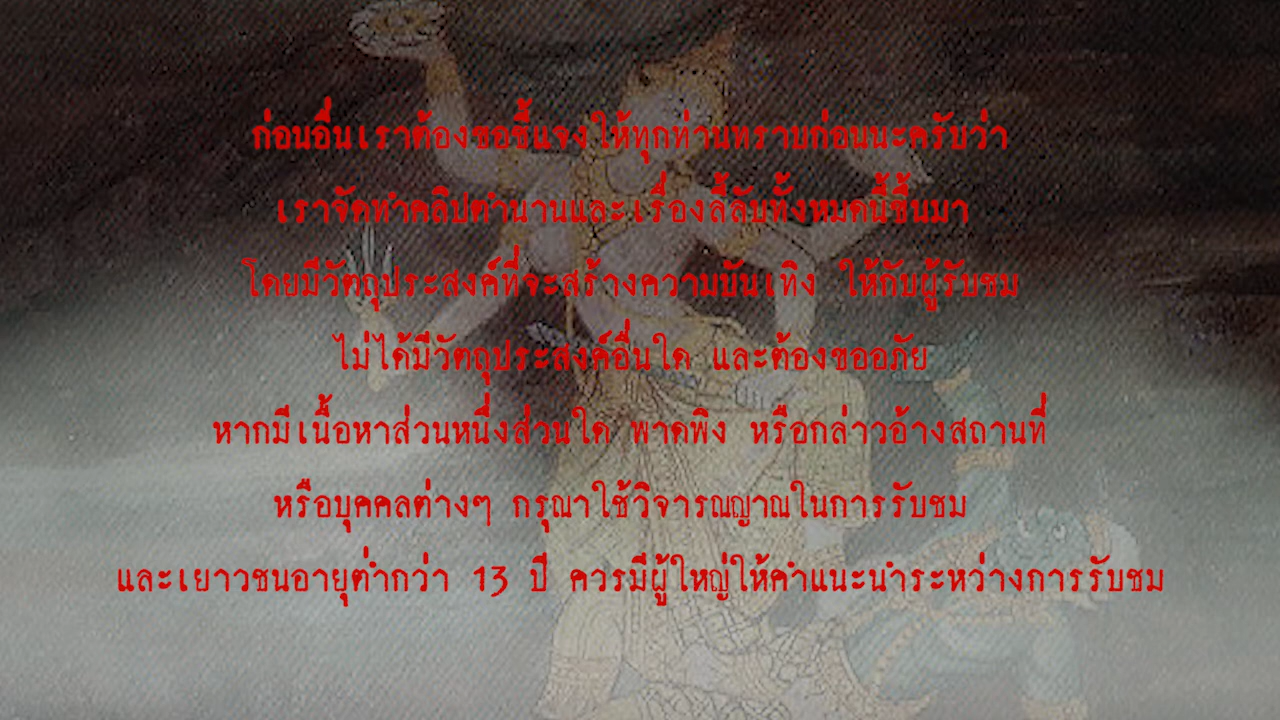 ก่อนอื่นเราต้องขอชี้แจงให้ทุกท่านทราบก่อนนะครับว่า
เราจัดทำคลิปตำนานและเรื่องลี้ลับทั้งหมดนี้ขึ้นมา
โดยมีวัตถุประสงค์ที่จะสร้างความบันเทิง ให้กับผู้รับชม
ไม่ได้มีวัตถุประสงค์อื่นใด และต้องขออภัย
หากมีเนื้อหาส่วนหนึ่งส่วนใด พาดพิง หรือกล่าวอ้างสถานที่
หรือบุคคลต่างๆ กรุณาใช้วิจารณญาณในการรับชม
และเยาวชนอายุต่ำกว่า 13 ปี ควรมีผู้ใหญ่ให้คำแนะนำระหว่างการรับชม